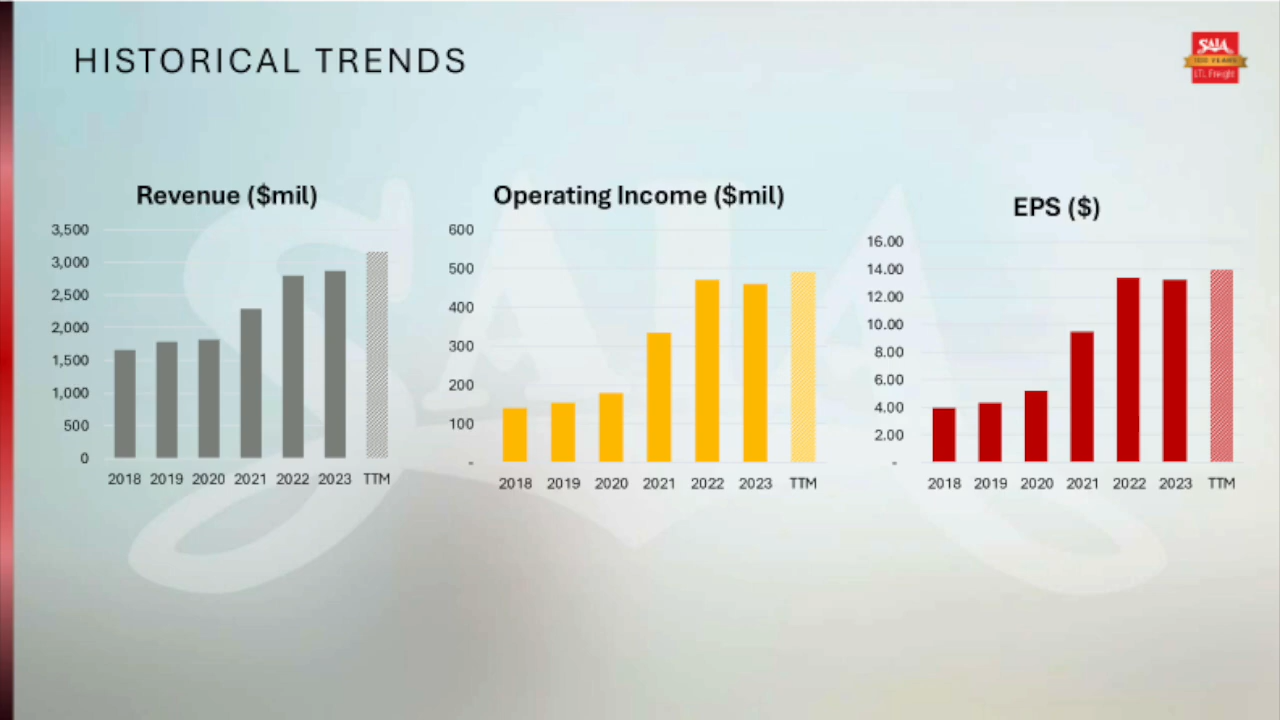 HISTORICAL TRENDS
SAIA
100 YEARS
LTL Freight
Revenue ($mil)
3,500
3,000
2,500
2,000
1,500
1,000
500
0
2018 2019 2020 2021 2022 2023 TTM
Operating Income ($mil)
600
500
400
300
200
100
-
2018 2019 2020 2021 2022 2023 TTM
EPS ($)
16.00
14.00
12.00
10.00
8.00
6.00
4.00
2.00
-
2018 2019 2020 2021 2022 2023 TTM
SAIA